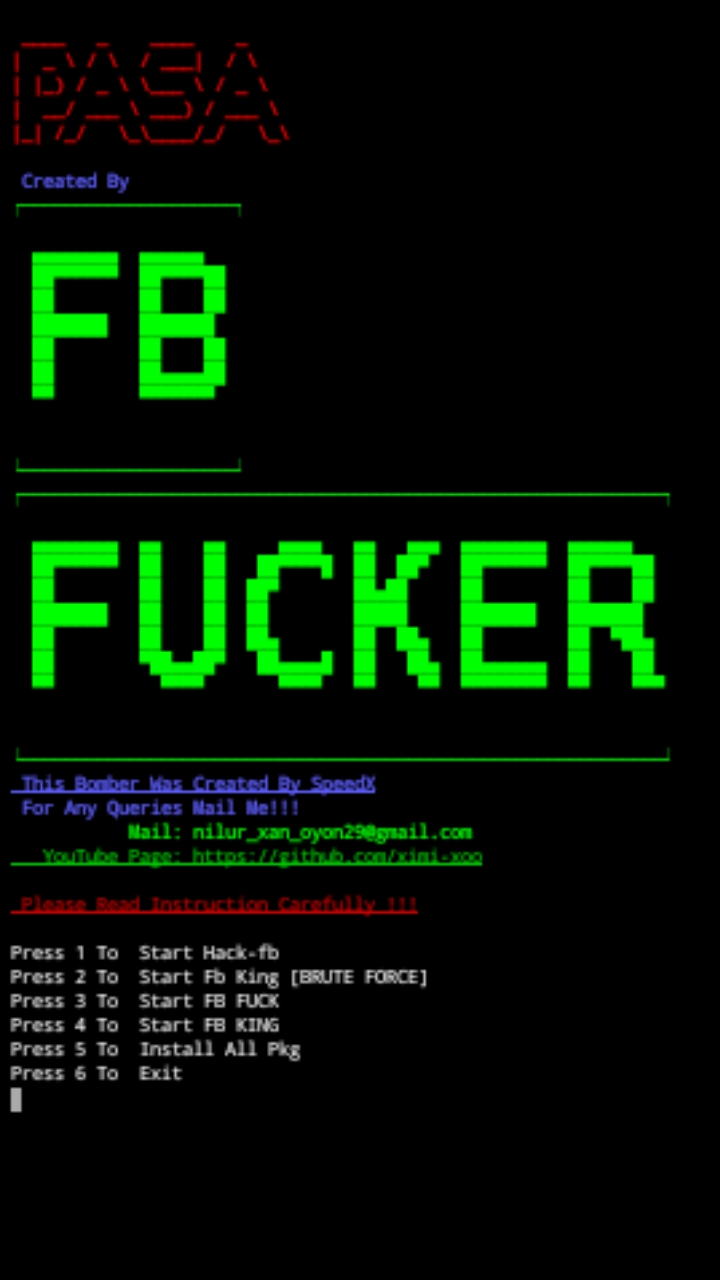 PASA
Created By
FB
FUCKER
This Bomber Was Created By SpeedX
For Any Queries Mail Me!!!
Mail: nilur_xan_oyon29@gmail.com
YouTube Page: https://github.com/ximi-xoo
Please Read Instruction Carefully !!!
Press 1 To  Start Hack-fb
Press 2 To  Start Fb King [BRUTE FORCE]
Press 3 To  Start FB FUCK
Press 4 To  Start FB KING
Press 5 To  Install All Pkg
Press 6 To  Exit